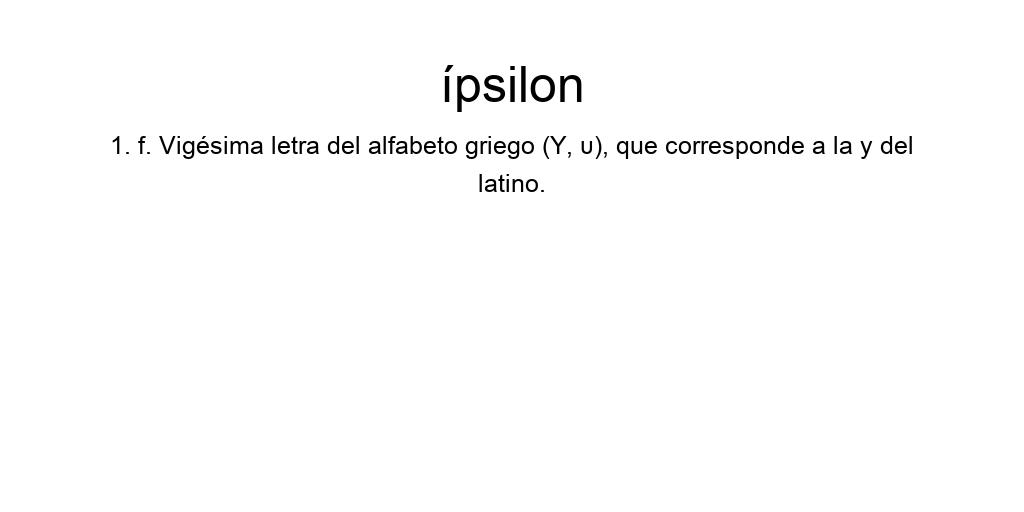 ípsilon
1. f. Vigésima letra del alfabeto griego (Υ, υ), que corresponde a la y del
latino.